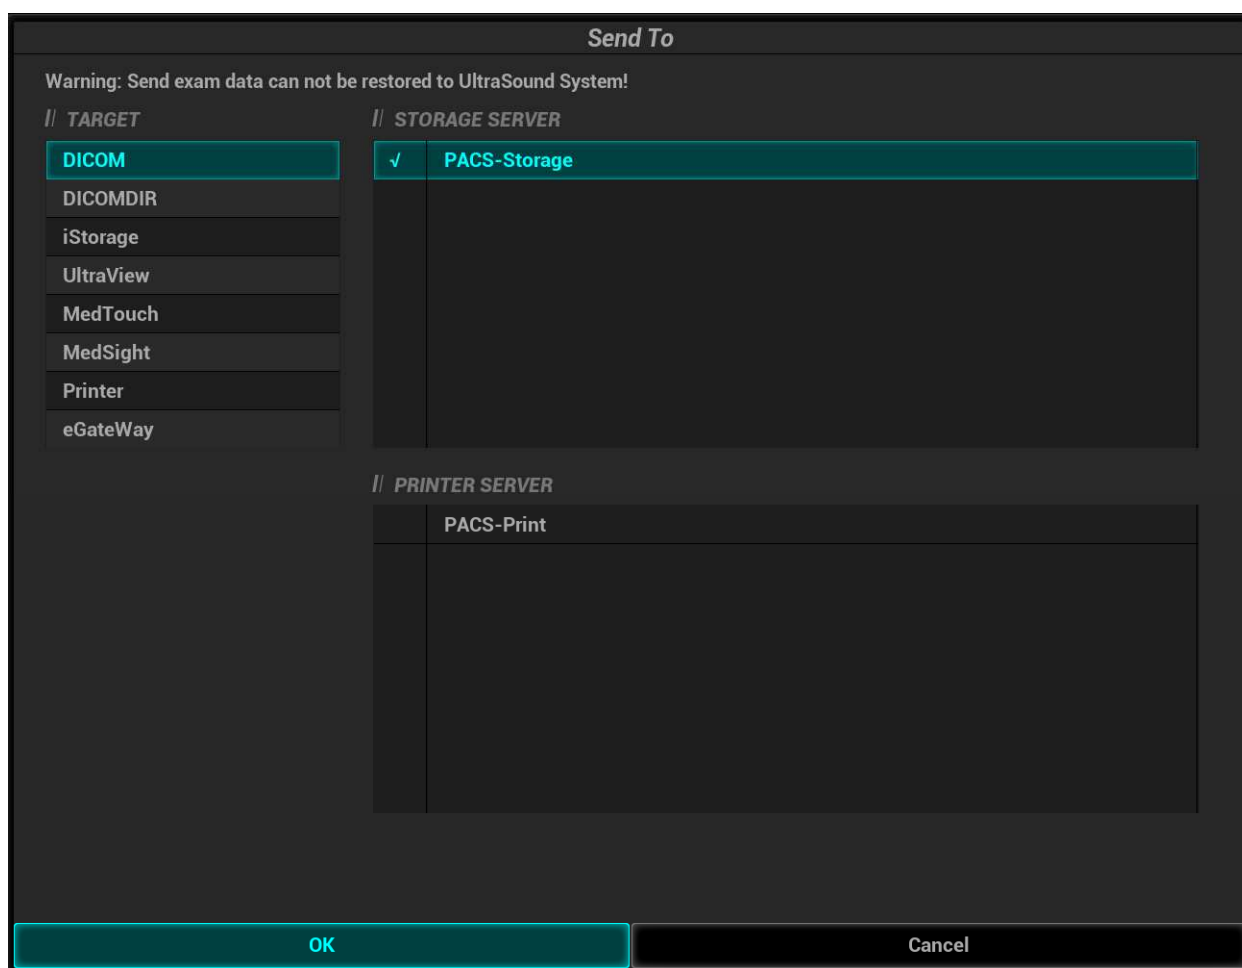 Send To
Warning: Send exam data can not be restored to UltraSound System!
// TARGET
DICOM
DICOMDIR
iStorage
UltraView
MedTouch
MedSight
Printer
eGateWay
// STORAGE SERVER
√ PACS-Storage
// PRINTER SERVER
PACS-Print
OK
Cancel